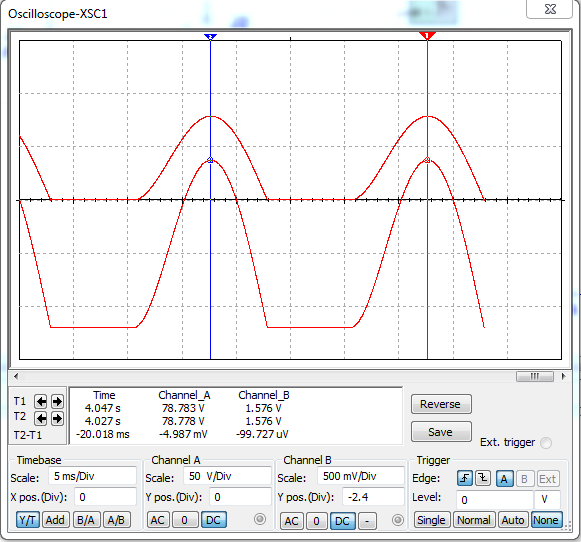 Oscilloscope-XSC1
T1
T2
T2-T1
Time Channel_A Channel_B
4.047 s 78.783 V 1.576 V
4.027 s 78.778 V 1.576 V
-20.018 ms -4.987 mV -99.727 uV
Reverse
Save
Ext. trigger
Timebase
Scale: 5 ms/Div
X pos.(Div): 0
Y/T Add B/A A/B
Channel A
Scale: 50 V/Div
Y pos.(Div): 0
AC 0 DC
Channel B
Scale: 500 mV/Div
Y pos.(Div): -2.4
AC 0 DC -
Trigger
Edge: A B Ext
Level: 0 V
Single Normal Auto None